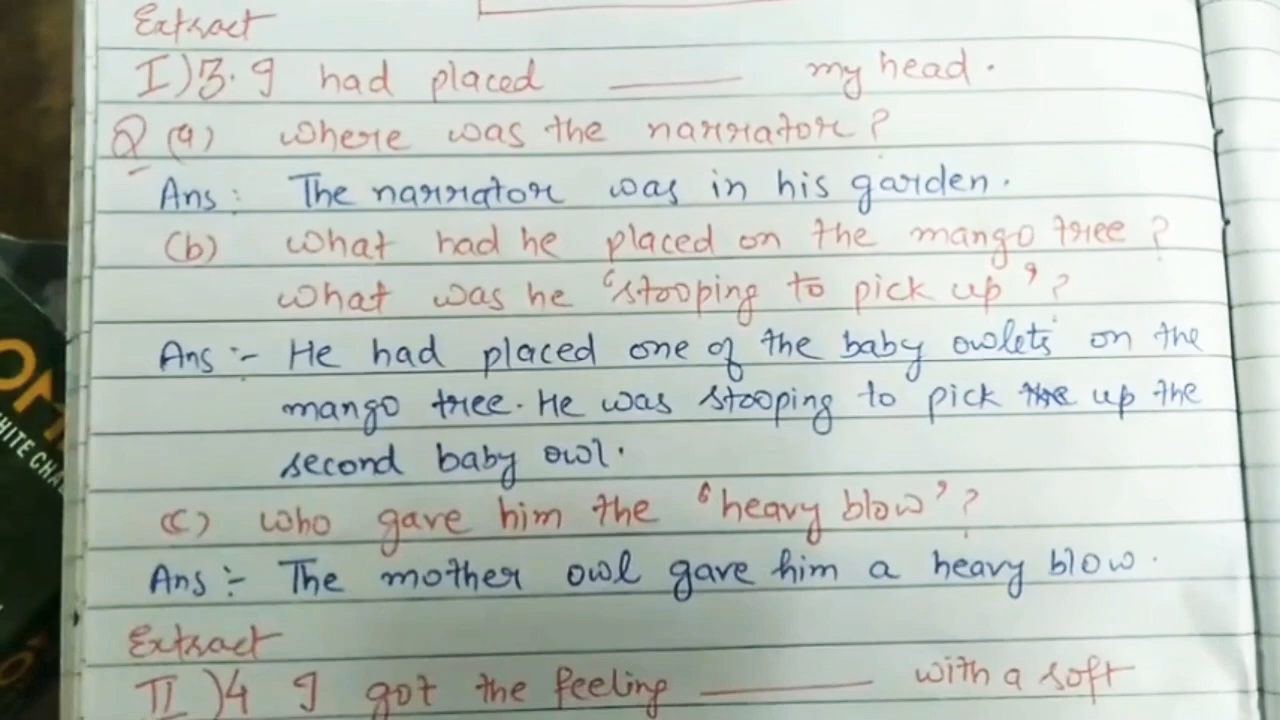 Extract
I) 3. I had placed ______ my head.
Q (a) Where was the narrator?
Ans: The narrator was in his garden.
(b) What had he placed on the mango tree?
What was he 'stooping to pick up'?
Ans :- He had placed one of the baby owlets on the
mango tree. He was stooping to pick up the
second baby owl.
(c) Who gave him the 'heavy blow'?
Ans :- The mother owl gave him a heavy blow.
Extract
II) 4 I got the feeling ______ with a soft